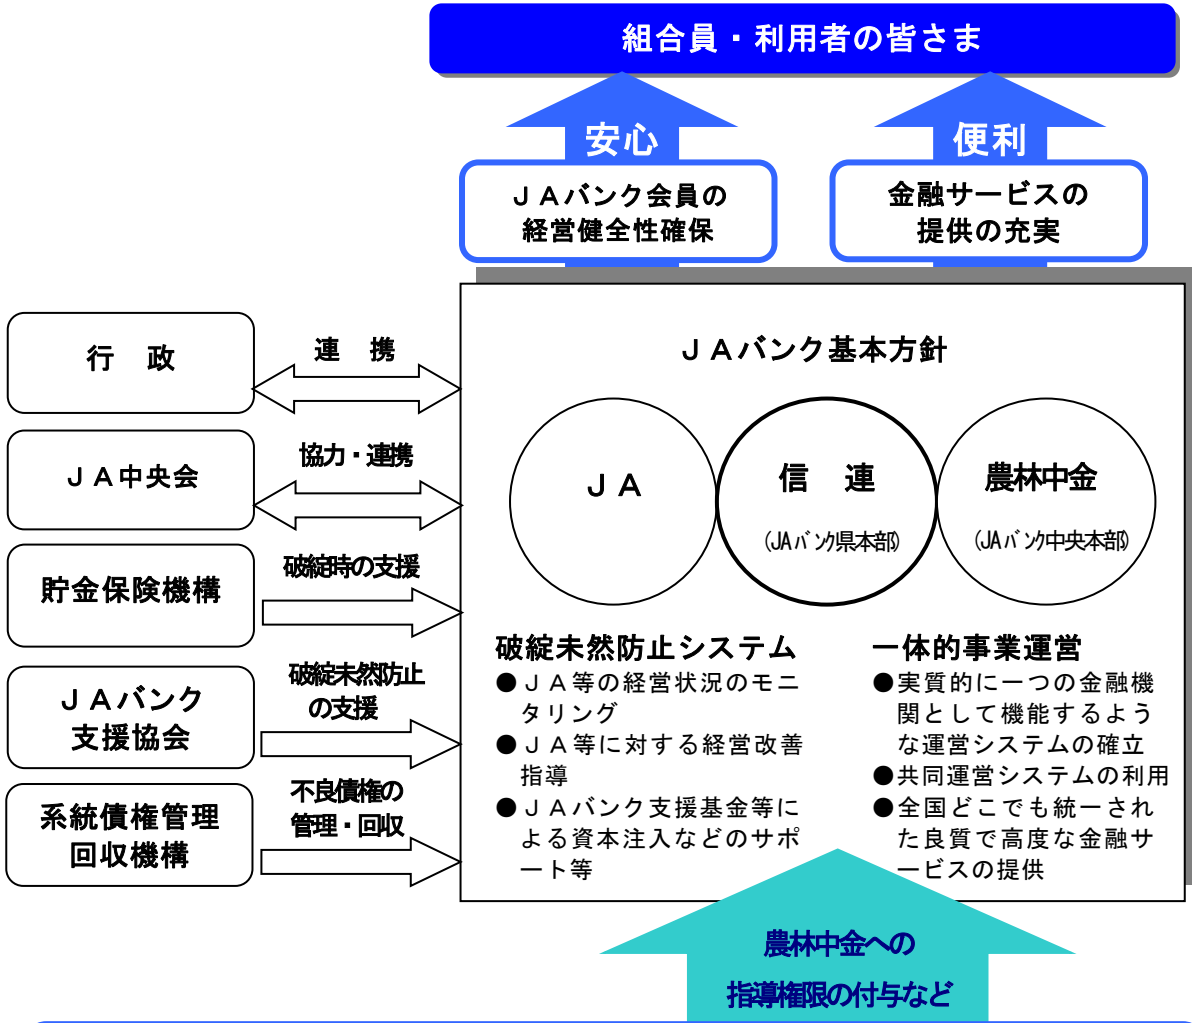 組合員・利用者の皆さま
安心
便利
ＪＡバンク会員の
経営健全性確保
金融サービスの
提供の充実
行　政
連　携
ＪＡ中央会
協力・連携
貯金保険機構
破綻時の支援
ＪＡバンク
支援協会
破綻未然防止
の支援
系統債権管理
回収機構
不良債権の
管理・回収
ＪＡバンク基本方針
ＪＡ
信　連
(JAバンク県本部)
農林中金
(JAバンク中央本部)
破綻未然防止システム
●ＪＡ等の経営状況のモニ
タリング
●ＪＡ等に対する経営改善
指導
●ＪＡバンク支援基金等に
よる資本注入などのサポ
ート等
一体的事業運営
●実質的に一つの金融機
関として機能するよう
な運営システムの確立
●共同運営システムの利用
●全国どこでも統一され
た良質で高度な金融サ
ービスの提供
農林中金への
指導権限の付与など